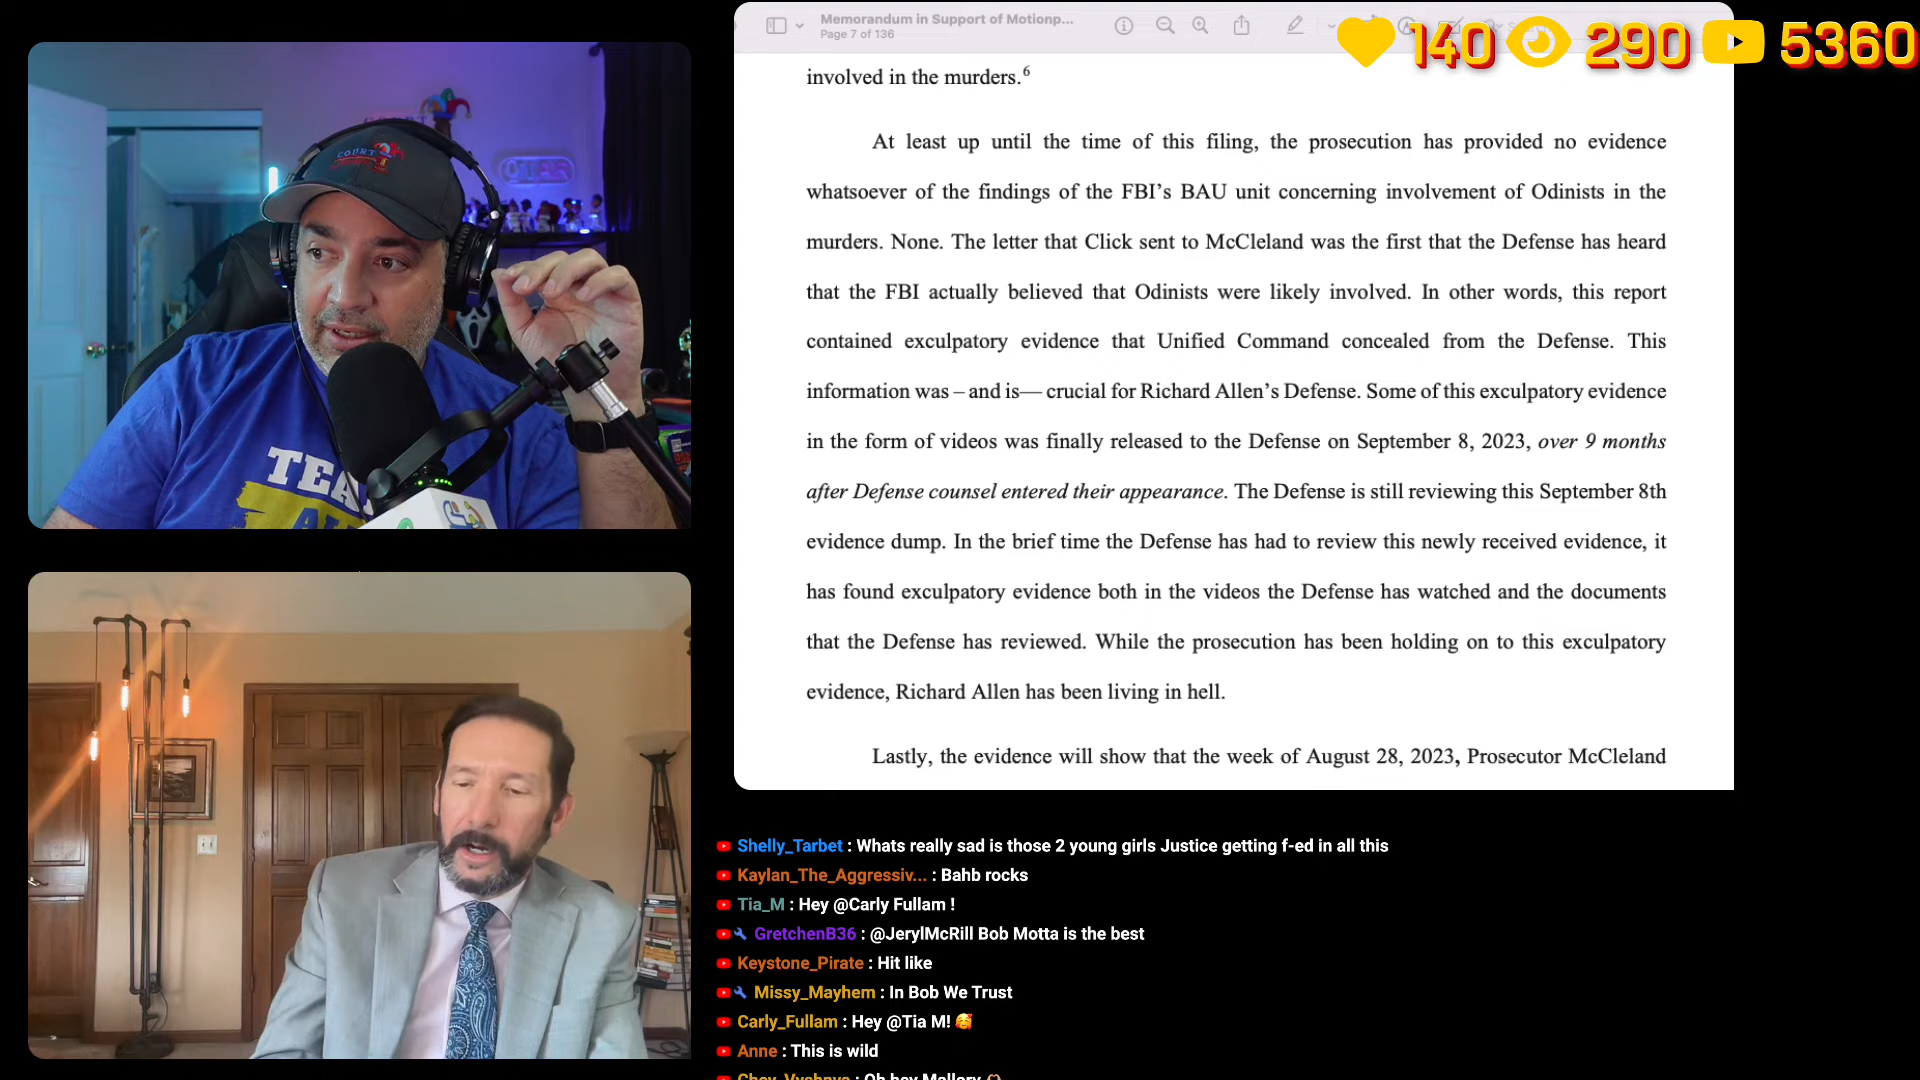 Memorandum in Support of Motionp...
Page 7 of 136
140
290
5360
involved in the murders.6
At least up until the time of this filing, the prosecution has provided no evidence
whatsoever of the findings of the FBI's BAU unit concerning involvement of Odinists in the
murders. None. The letter that Click sent to McCleland was the first that the Defense has heard
that the FBI actually believed that Odinists were likely involved. In other words, this report
contained exculpatory evidence that Unified Command concealed from the Defense. This
information was – and is— crucial for Richard Allen's Defense. Some of this exculpatory evidence
in the form of videos was finally released to the Defense on September 8, 2023, over 9 months
after Defense counsel entered their appearance. The Defense is still reviewing this September 8th
evidence dump. In the brief time the Defense has had to review this newly received evidence, it
has found exculpatory evidence both in the videos the Defense has watched and the documents
that the Defense has reviewed. While the prosecution has been holding on to this exculpatory
evidence, Richard Allen has been living in hell.
Lastly, the evidence will show that the week of August 28, 2023, Prosecutor McCleland
COURT
TEA
Shelly_Tarbet : Whats really sad is those 2 young girls Justice getting f-ed in all this
Kaylan_The_Aggressiv... : Bahb rocks
Tia_M : Hey @Carly Fullam !
GretchenB36 : @JerylMcRill Bob Motta is the best
Keystone_Pirate : Hit like
Missy_Mayhem : In Bob We Trust
Carly_Fullam : Hey @Tia M! 🥰
Anne : This is wild
: Oh hey Mallory